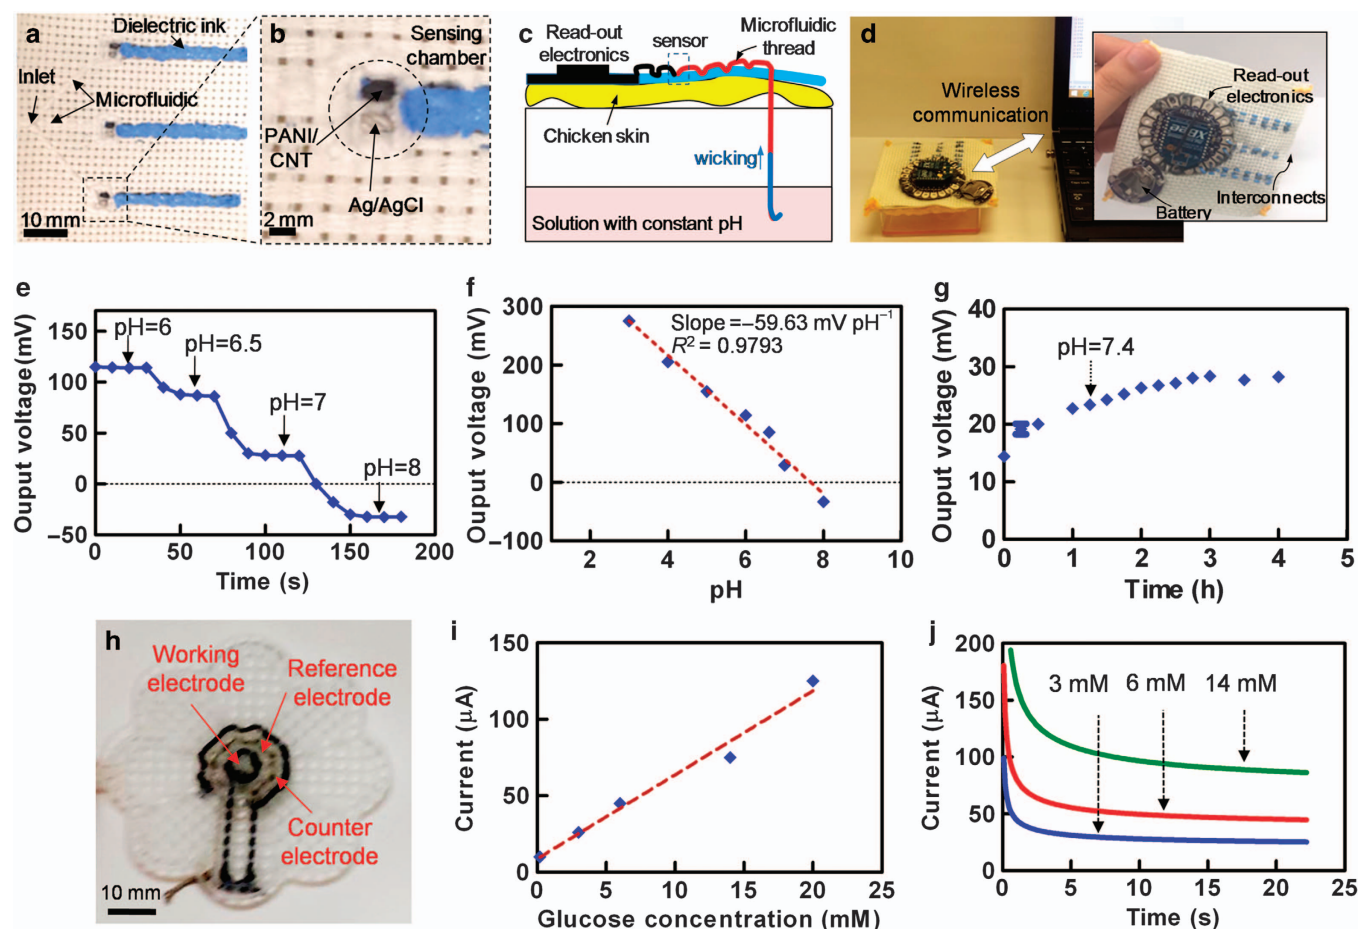 a
Dielectric ink
Inlet
Microfluidic
10 mm
b
Sensing
chamber
PANI/
CNT
Ag/AgCl
2 mm
c
Read-out
electronics
sensor
Microfluidic
thread
Chicken skin
wicking
Solution with constant pH
d
Wireless
communication
Read-out
electronics
Interconnects
Battery
e
Ouput voltage(mV)
150
100
50
0
−50
pH=6
pH=6.5
pH=7
pH=8
0 50 100 150 200
Time (s)
f
Ouput voltage (mV)
300
200
100
0
−100
Slope =−59.63 mV pH⁻¹
R² = 0.9793
2 4 6 8 10
pH
g
Ouput voltage (mV)
40
30
20
10
0
pH=7.4
0 1 2 3 4 5
Time (h)
h
Working
electrode
Reference
electrode
Counter
electrode
10 mm
i
Current (µA)
150
100
50
0
0 5 10 15 20 25
Glucose concentration (mM)
j
Current (µA)
200
150
100
50
0
3 mM 6 mM 14 mM
0 5 10 15 20 25
Time (s)